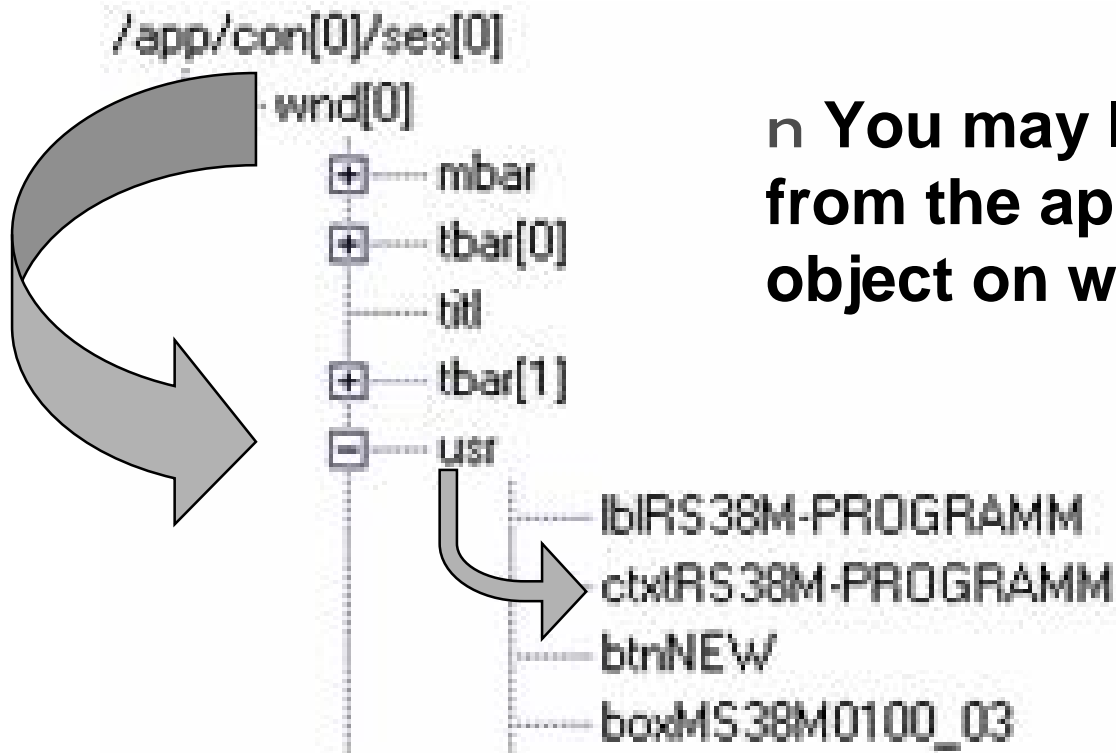 /app/con[0]/ses[0]
wnd[0]
mbar
tbar[0]
titl
tbar[1]
usr
lblRS38M-PROGRAMM
ctxtRS38M-PROGRAMM
btnNEW
boxMS38M0100_03
n You may
from the ap
object on w